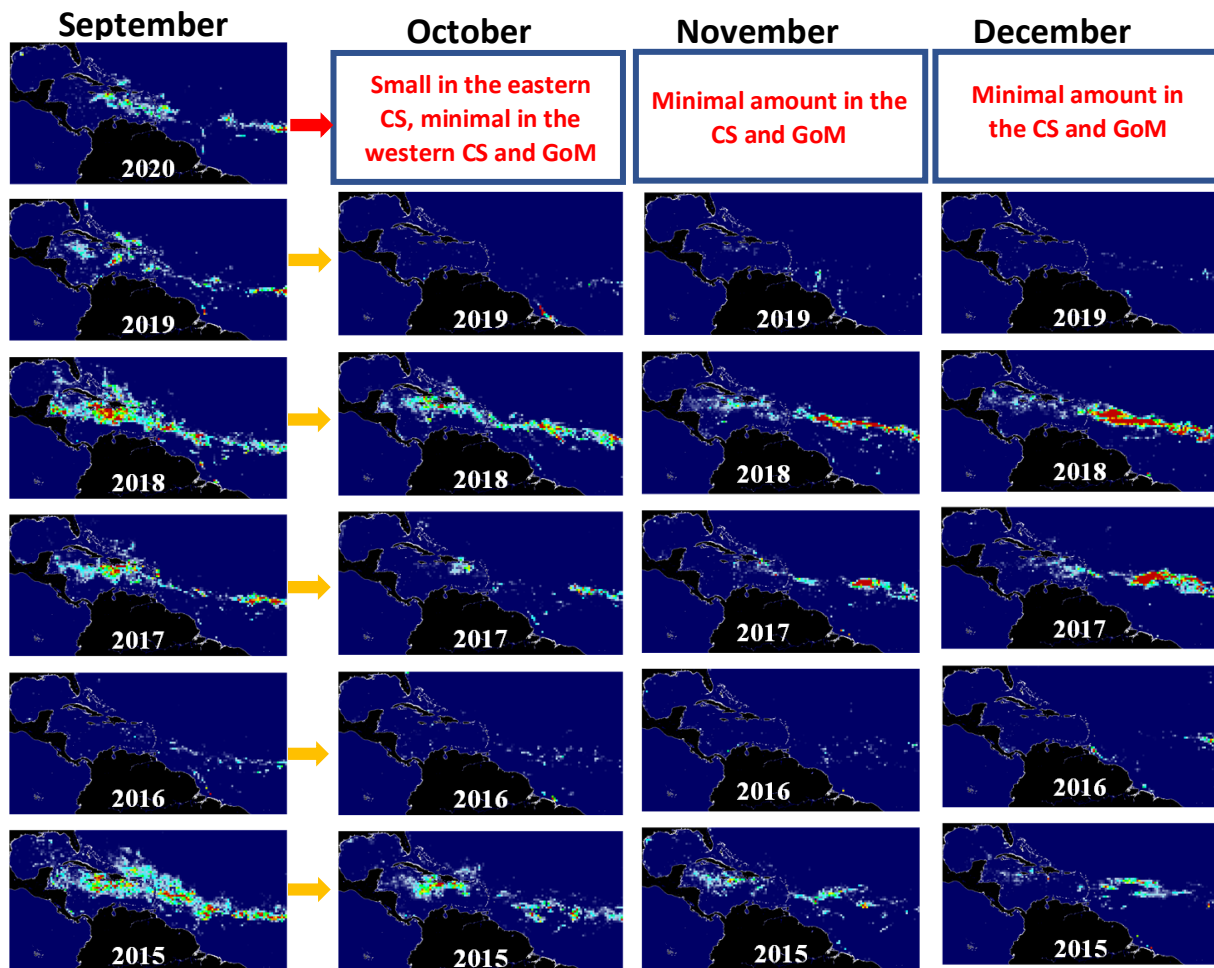 September
October
November
December
Small in the eastern
CS, minimal in the
western CS and GoM
Minimal amount in the
CS and GoM
Minimal amount in
the CS and GoM
2020
2019
2019
2019
2019
2018
2018
2018
2018
2017
2017
2017
2017
2016
2016
2016
2016
2015
2015
2015
2015